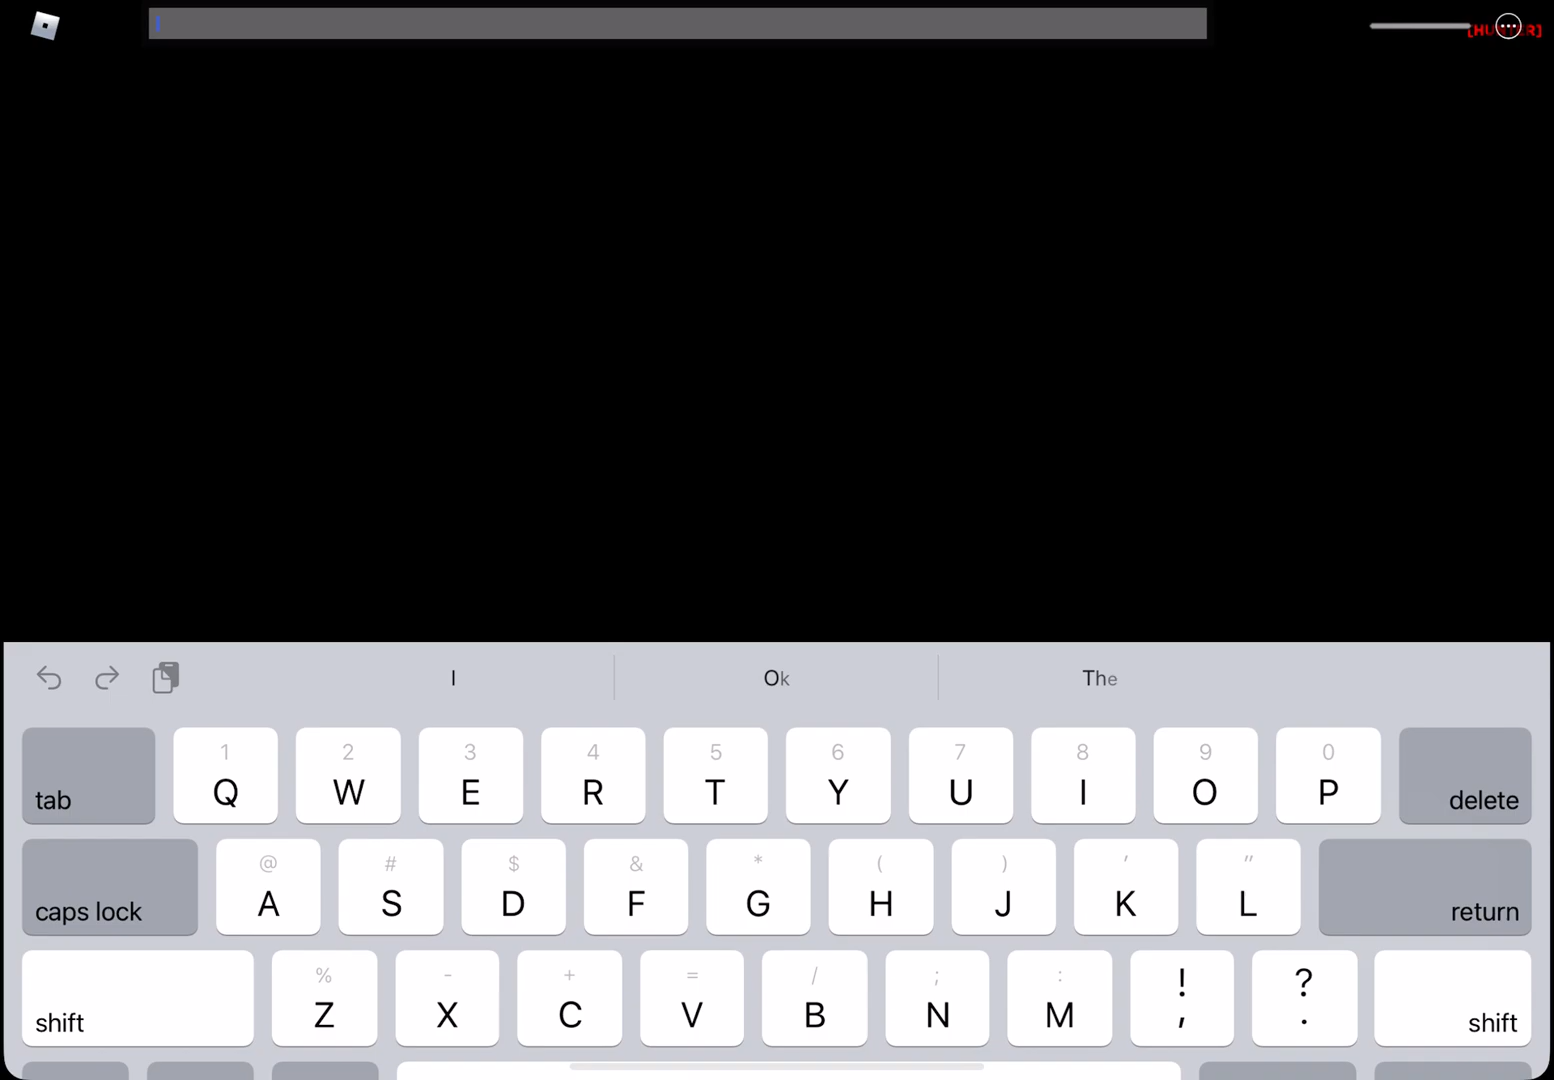 [HUNTER]
I Ok The
tab 1 Q 2 W 3 E 4 R 5 T 6 Y 7 U 8 I 9 O 0 P delete
caps lock @ A # S $ D & F * G ( H ) J ' K " L return
shift % Z - X + C = V / B ; N : M ! , ? . shift